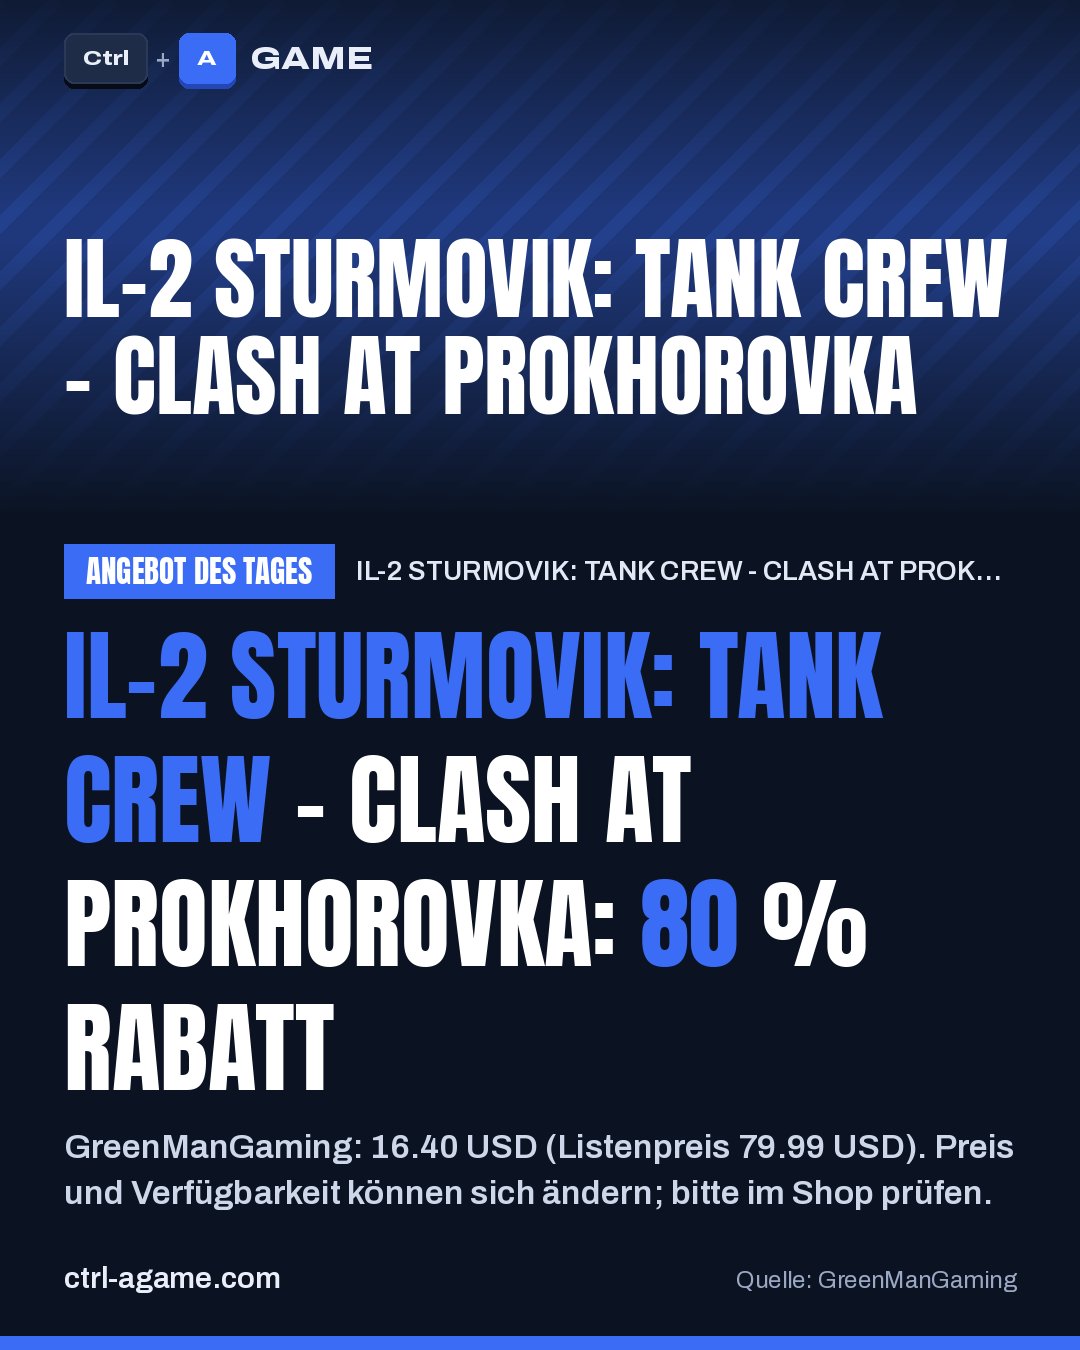 Ctrl + A GAME
IL-2 STURMOVIK: TANK CREW
- CLASH AT PROKHOROVKA
ANGEBOT DES TAGES IL-2 STURMOVIK: TANK CREW - CLASH AT PROK...
IL-2 STURMOVIK: TANK
CREW - CLASH AT
PROKHOROVKA: 80 %
RABATT
GreenManGaming: 16.40 USD (Listenpreis 79.99 USD). Preis
und Verfügbarkeit können sich ändern; bitte im Shop prüfen.
ctrl-agame.com
Quelle: GreenManGaming